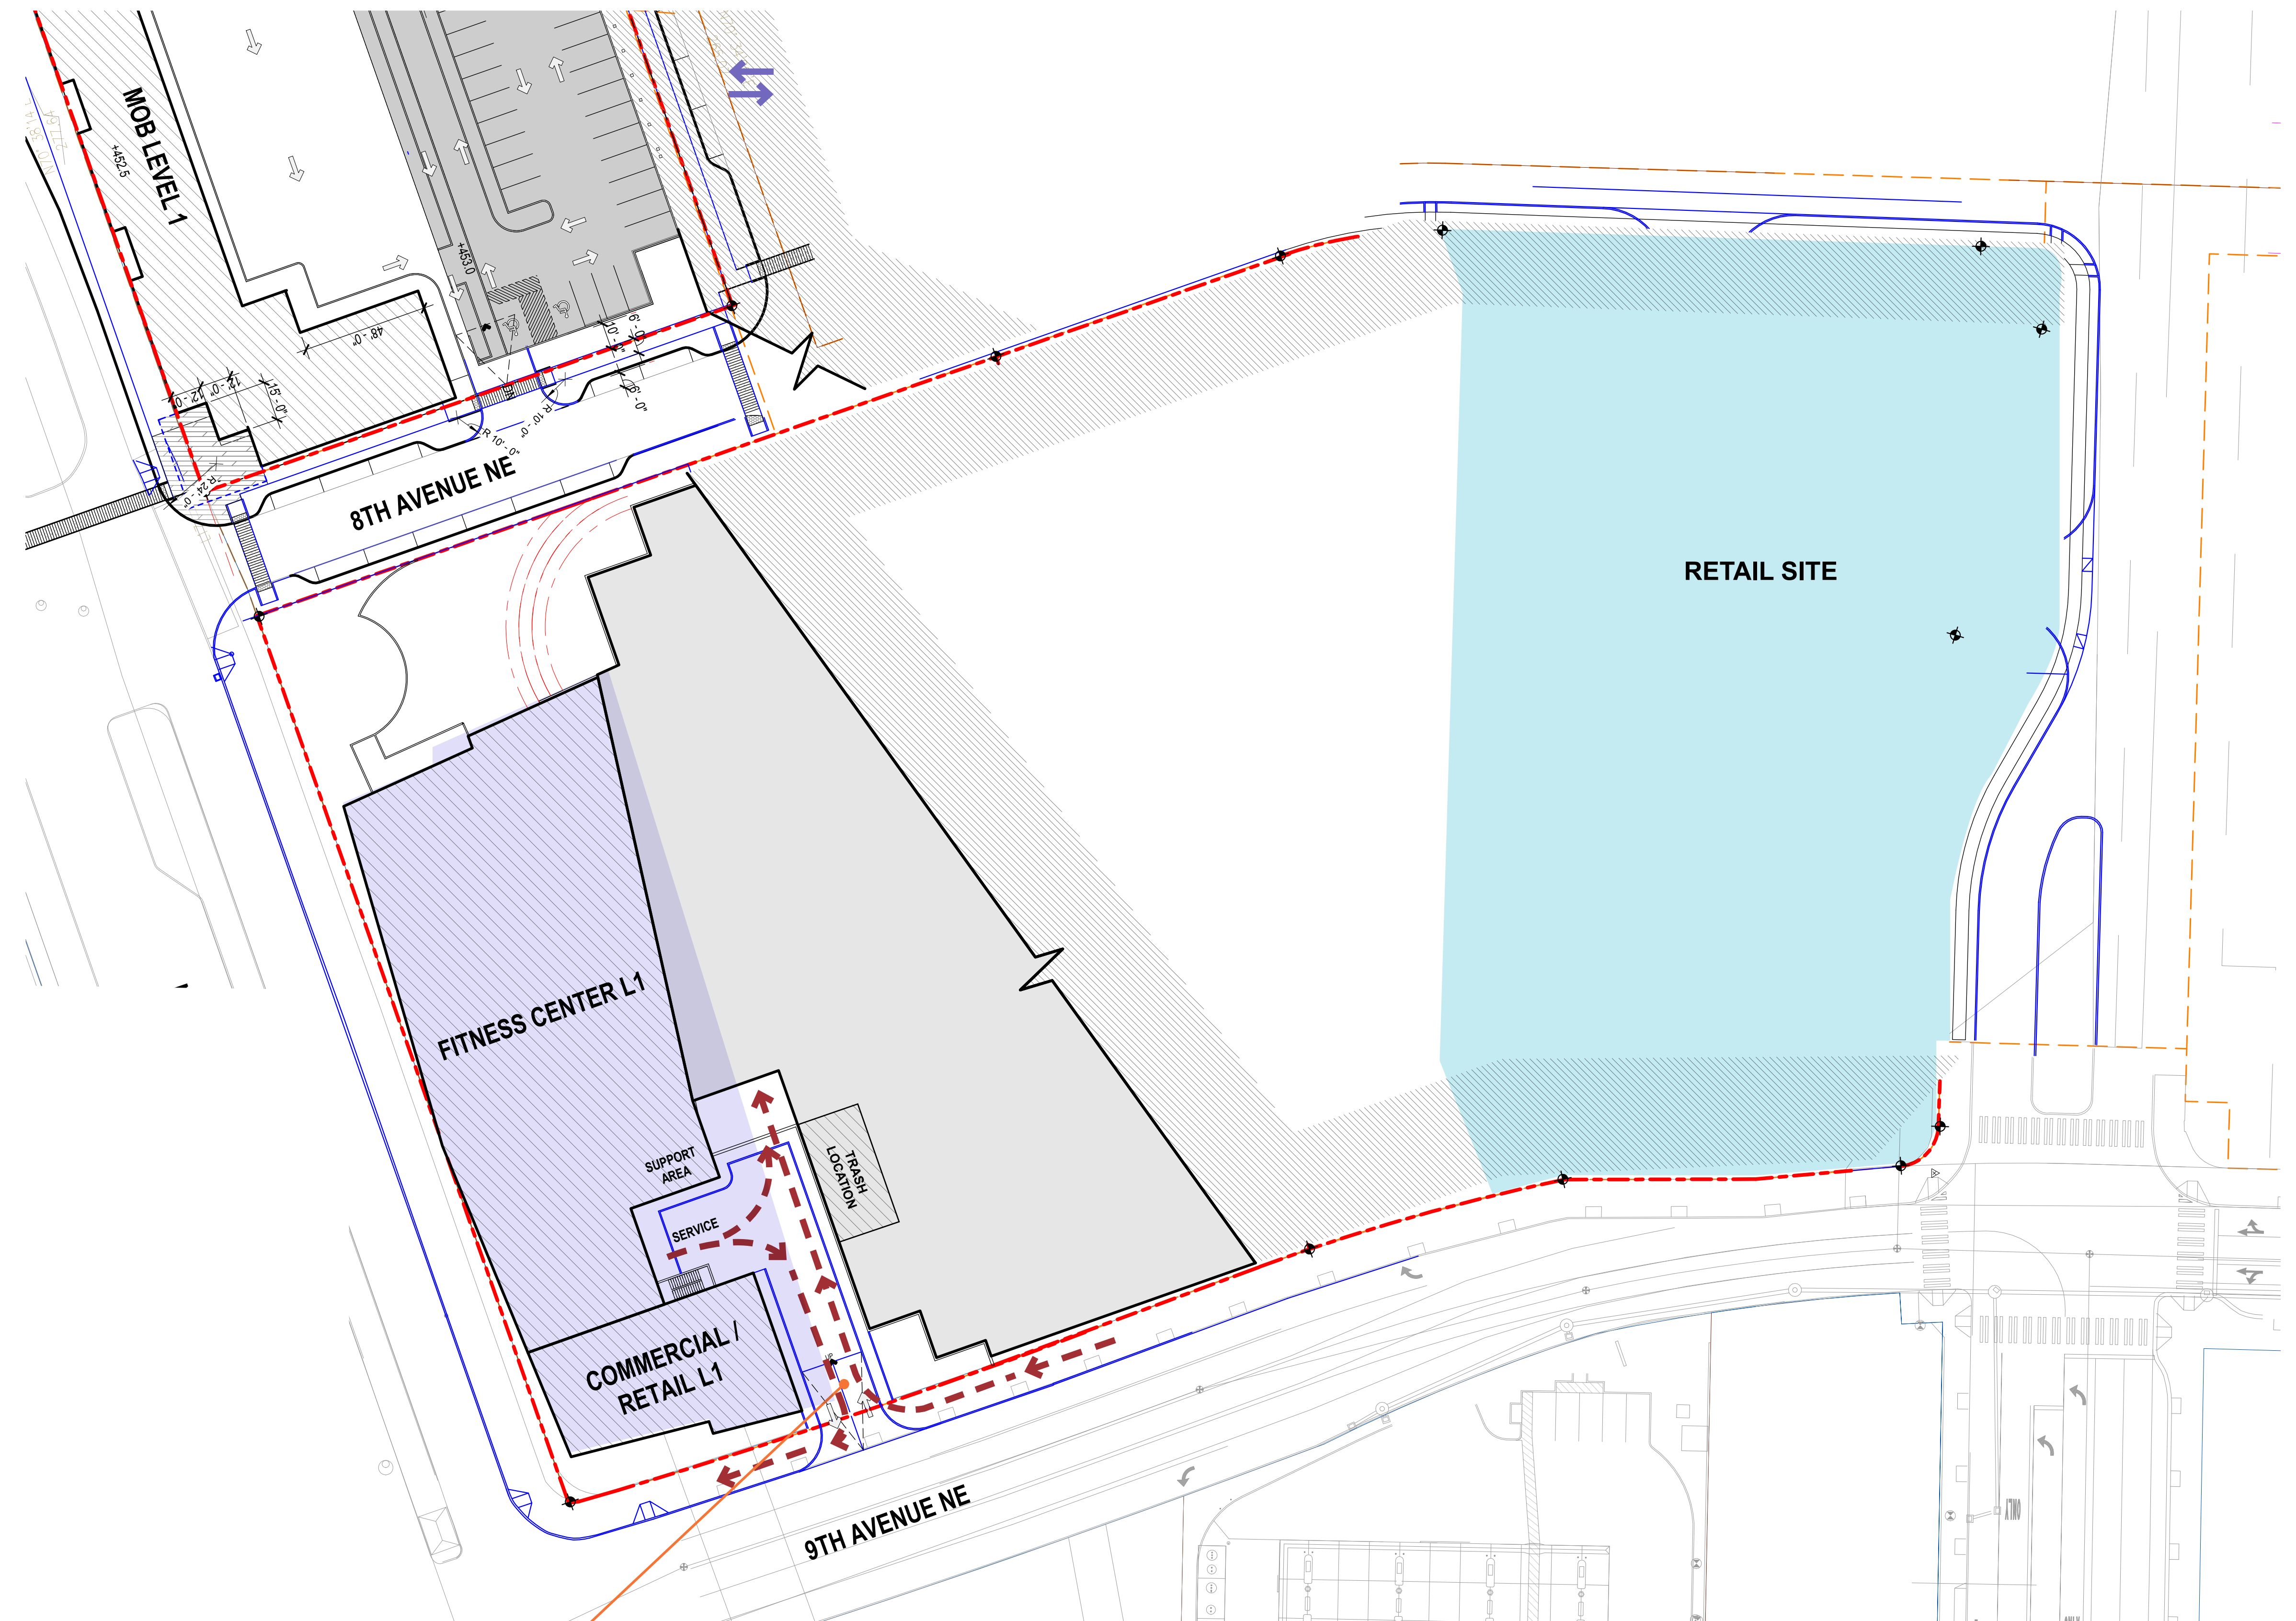 MOB LEVEL 1
+452.5
+453.0
48' - 0"
12' - 0"
12' - 0"
15' - 0"
10' - 0"
6' - 0"
6' - 0"
R 10' - 0"
R 10' - 0"
R 24' - 0"
DN
8TH AVENUE NE
RETAIL SITE
FITNESS CENTER L1
SUPPORT
AREA
TRASH
LOCATION
SERVICE
COMMERCIAL /
RETAIL L1
9TH AVENUE NE
ONLY